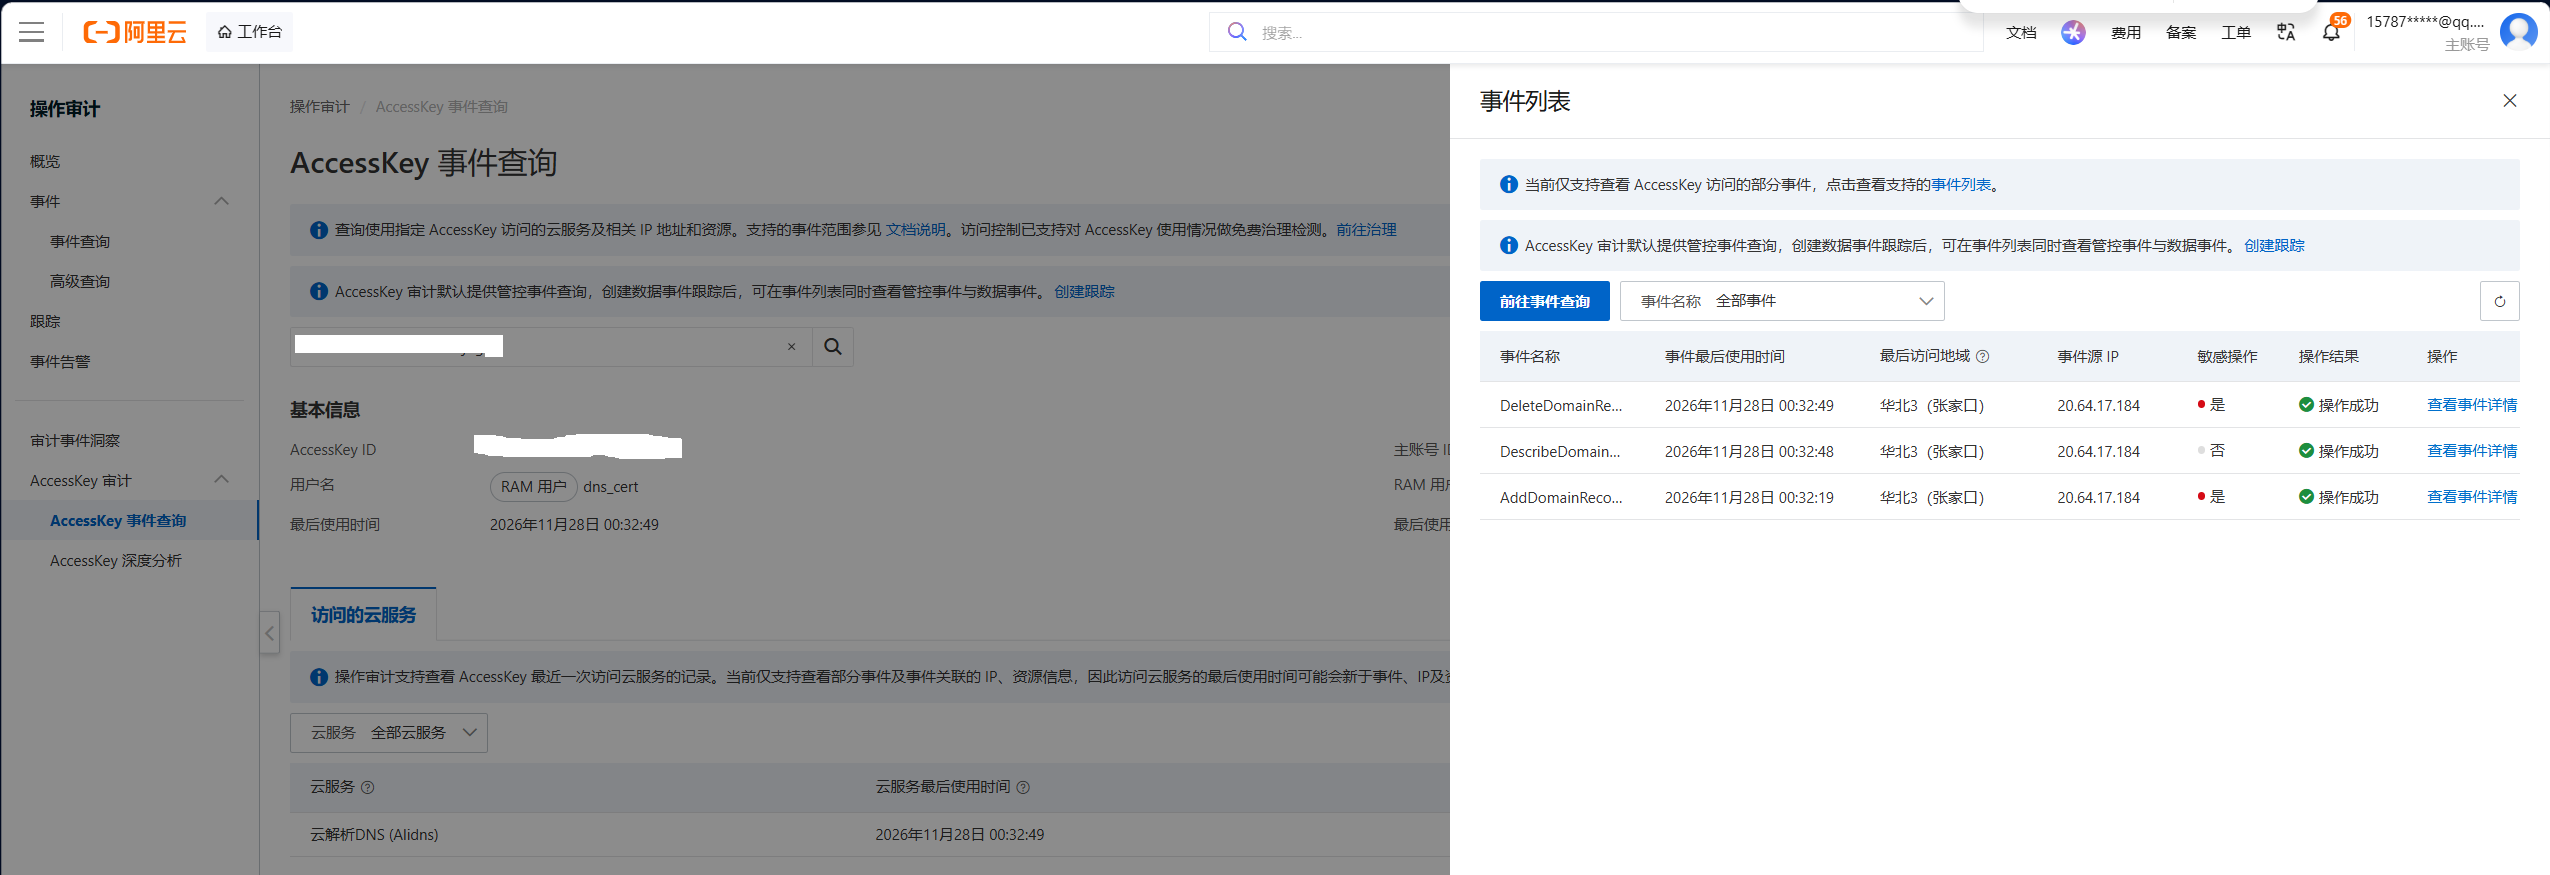 阿里云
工作台
搜索...
文档
费用
备案
工单
56
15787*****@qq....
主账号
操作审计
概览
事件
事件查询
高级查询
跟踪
事件告警
审计事件洞察
AccessKey 审计
AccessKey 事件查询
AccessKey 深度分析
操作审计 / AccessKey 事件查询
AccessKey 事件查询
查询使用指定 AccessKey 访问的云服务及相关 IP 地址和资源。支持的事件范围参见 文档说明。访问控制已支持对 AccessKey 使用情况做免费治理检测。前往治理
AccessKey 审计默认提供管控事件查询，创建数据事件跟踪后，可在事件列表同时查看管控事件与数据事件。 创建跟踪
基本信息
AccessKey ID
主账号 ID
用户名 RAM 用户 dns_cert
RAM 用户
最后使用时间 2026年11月28日 00:32:49
最后使用
访问的云服务
操作审计支持查看 AccessKey 最近一次访问云服务的记录。当前仅支持查看部分事件及事件关联的 IP、资源信息，因此访问云服务的最后使用时间可能会新于事件、IP及
云服务 全部云服务
云服务 云服务最后使用时间
云解析DNS (Alidns) 2026年11月28日 00:32:49
事件列表
当前仅支持查看 AccessKey 访问的部分事件，点击查看支持的事件列表。
AccessKey 审计默认提供管控事件查询，创建数据事件跟踪后，可在事件列表同时查看管控事件与数据事件。 创建跟踪
前往事件查询 事件名称 全部事件
事件名称 事件最后使用时间 最后访问地域 事件源 IP 敏感操作 操作结果 操作
DeleteDomainRe... 2026年11月28日 00:32:49 华北3（张家口） 20.64.17.184 是 操作成功 查看事件详情
DescribeDomain... 2026年11月28日 00:32:48 华北3（张家口） 20.64.17.184 否 操作成功 查看事件详情
AddDomainReco... 2026年11月28日 00:32:19 华北3（张家口） 20.64.17.184 是 操作成功 查看事件详情